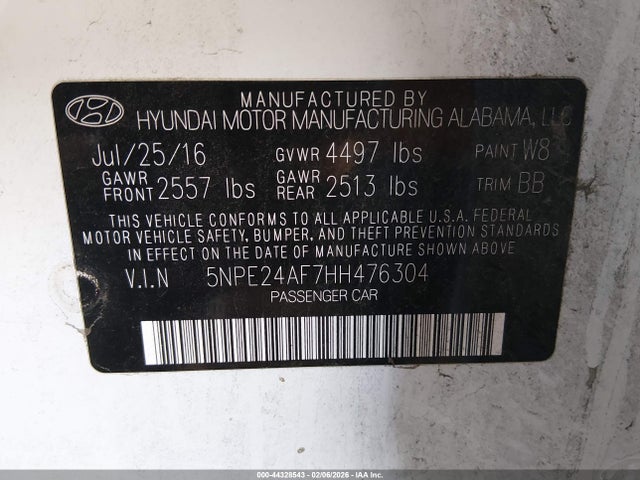 MANUFACTURED BY
HYUNDAI MOTOR MANUFACTURING ALABAMA, LLC
Jul/25/16 GVWR 4497 lbs PAINT W8
GAWR FRONT 2557 lbs GAWR REAR 2513 lbs TRIM BB
THIS VEHICLE CONFORMS TO ALL APPLICABLE U.S.A. FEDERAL
MOTOR VEHICLE SAFETY, BUMPER, AND THEFT PREVENTION STANDARDS
IN EFFECT ON THE DATE OF MANUFACTURE SHOWN ABOVE.
V.I.N 5NPE24AF7HH476304
PASSENGER CAR
000-44328543 - 02/06/2026 - IAA, Inc.